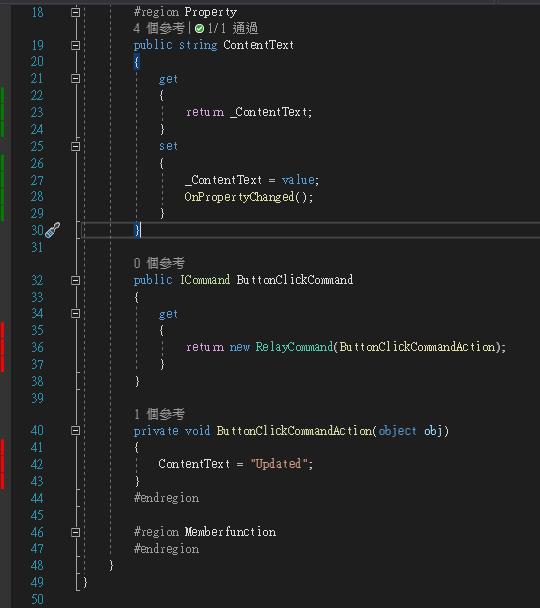 18 #region Property
4 個參考 | 1/1 通過
19 public string ContentText
20 {
21 get
22 {
23 return _ContentText;
24 }
25 set
26 {
27 _ContentText = value;
28 OnPropertyChanged();
29 }
30 }
31
0 個參考
32 public ICommand ButtonClickCommand
33 {
34 get
35 {
36 return new RelayCommand(ButtonClickCommandAction);
37 }
38 }
39
1 個參考
40 private void ButtonClickCommandAction(object obj)
41 {
42 ContentText = "Updated";
43 }
44 #endregion
45
46 #region Memberfunction
47 #endregion
48 }
49 }
50